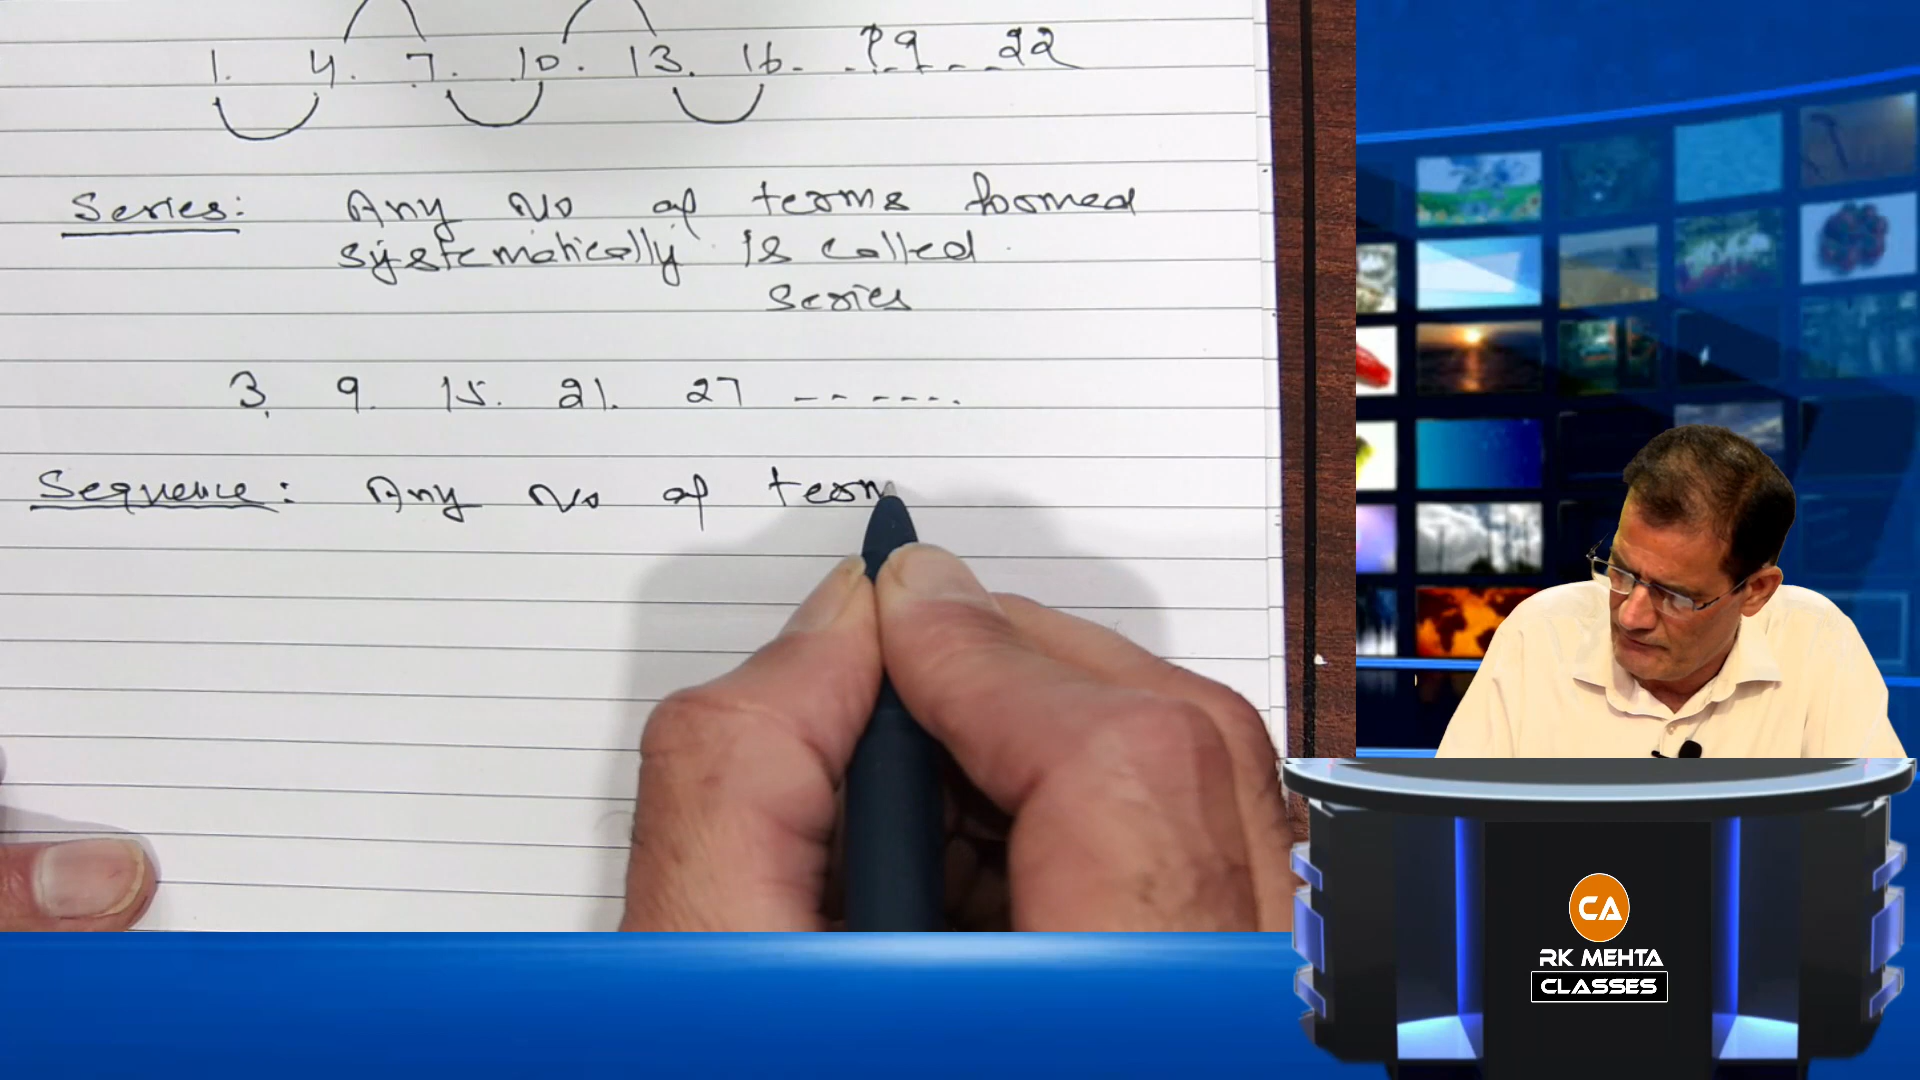 1. 4. 7. 10. 13. 16. - - 19 - - 22
Series: Any No of terms formed
systematically is called
series
3, 9. 15. 21. 27 - - - - - - -
Sequence: Any No of term
CA
RK MEHTA
CLASSES